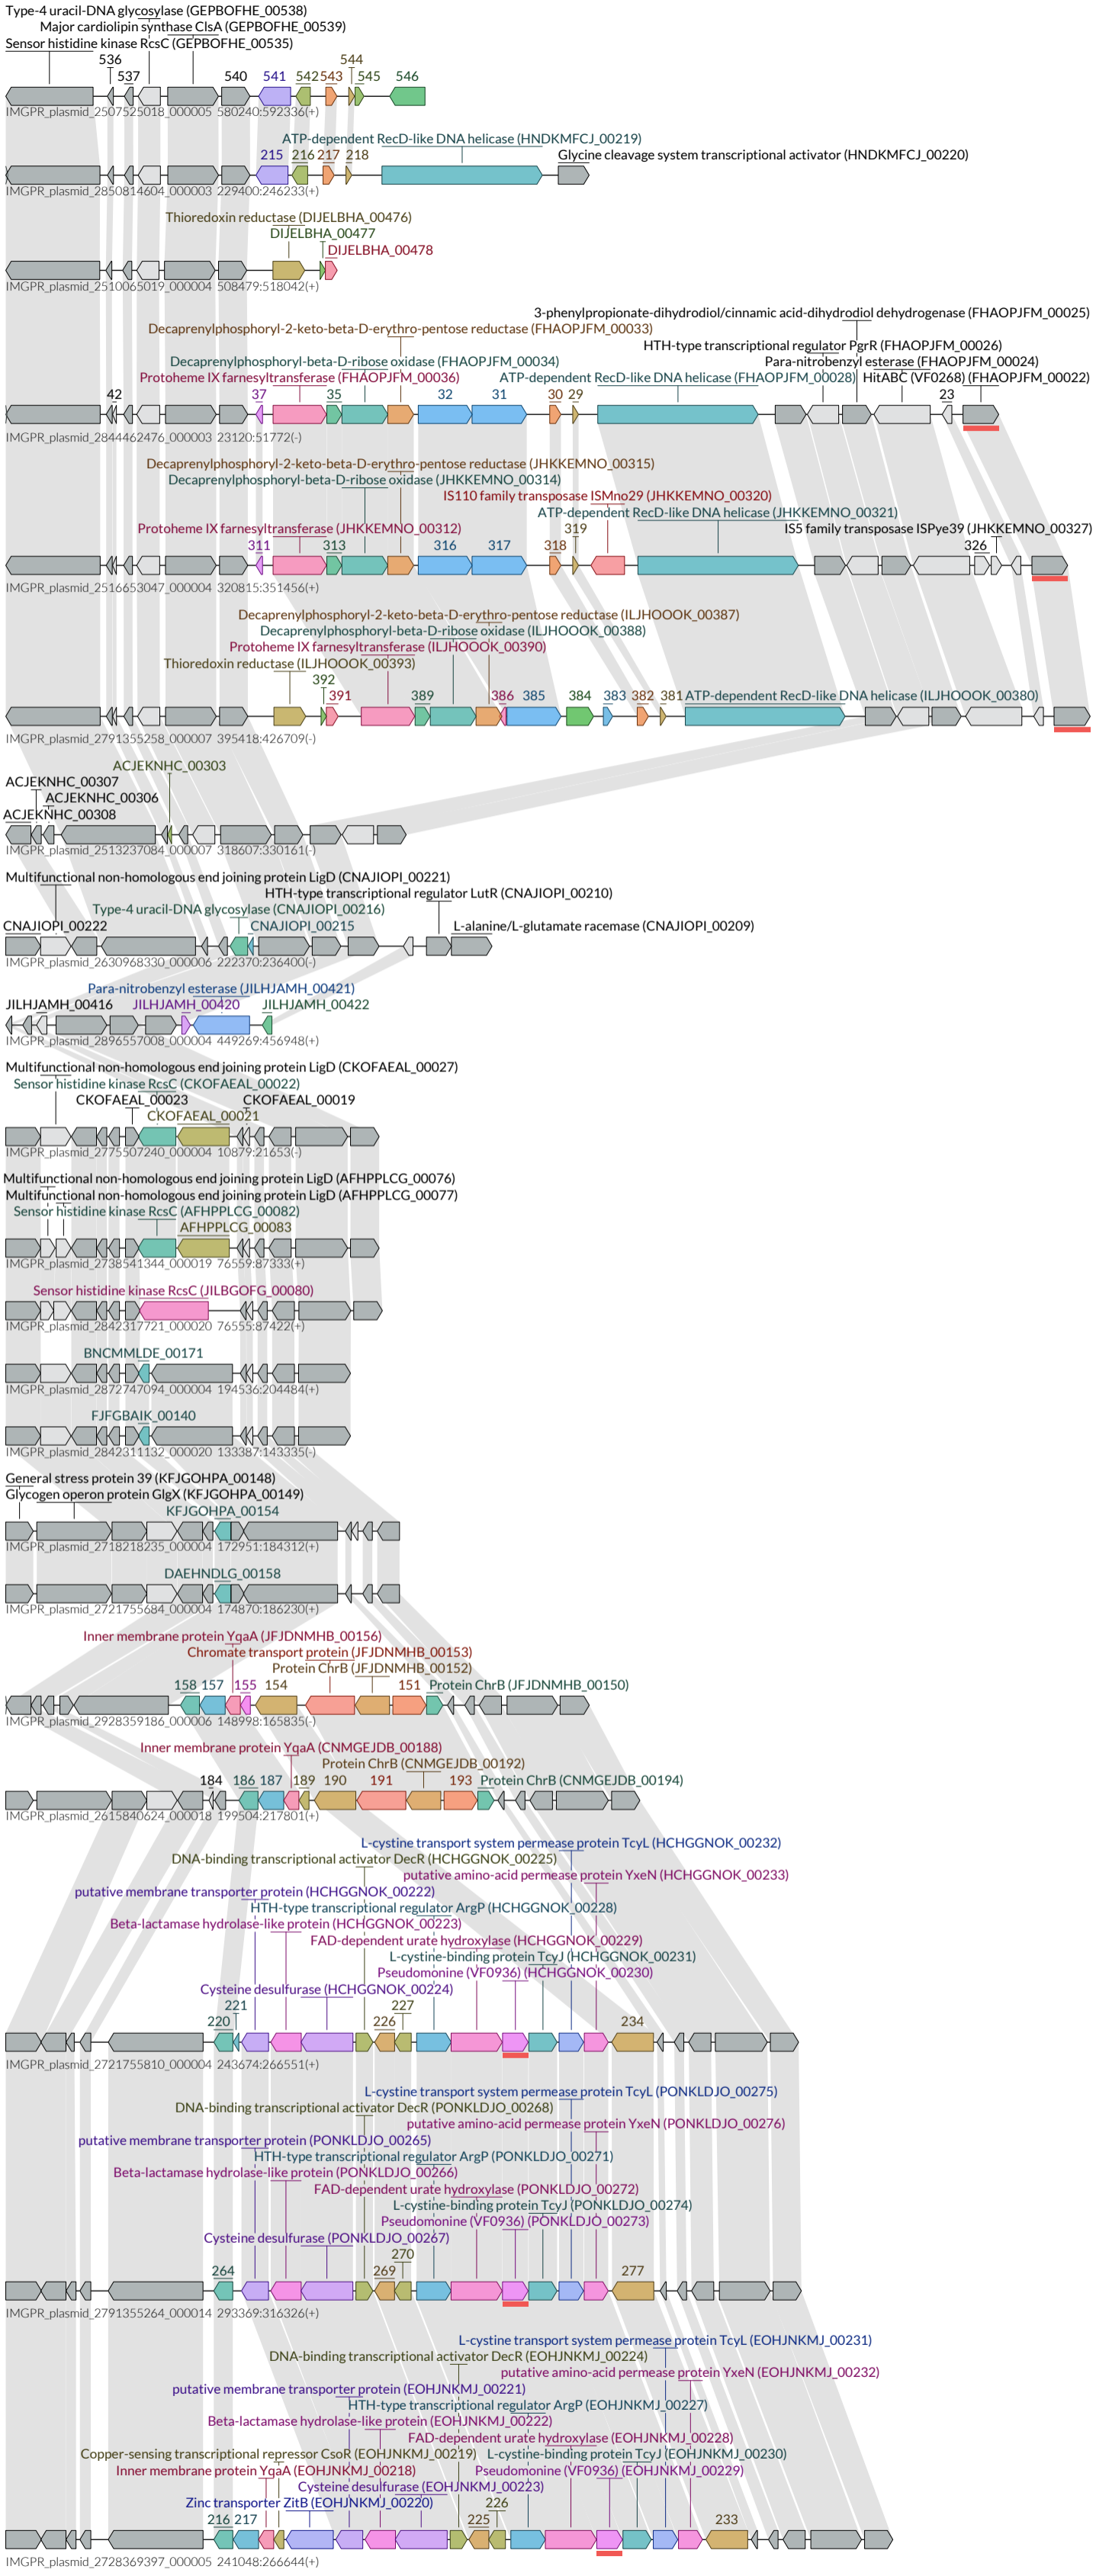 Type-4 uracil-DNA glycosylase (GEPBOFHE_00538)
Major cardiolipin synthase ClsA (GEPBOFHE_00539)
Sensor histidine kinase RcsC (GEPBOFHE_00535)
544
536
537 540 541 542 543 545 546
IMGPR_plasmid_2507525018_000005 580240:592336(+)
ATP-dependent RecD-like DNA helicase (HNDKMFCJ_00219)
215 216 217 218 Glycine cleavage system transcriptional activator (HNDKMFCJ_00220)
IMGPR_plasmid_2850814604_000003 229400:246233(+)
Thioredoxin reductase (DIJELBHA_00476)
DIJELBHA_00477
DIJELBHA_00478
IMGPR_plasmid_2510065019_000004 508479:518042(+)
3-phenylpropionate-dihydrodiol/cinnamic acid-dihydrodiol dehydrogenase (FHAOPJFM_00025)
Decaprenylphosphoryl-2-keto-beta-D-erythro-pentose reductase (FHAOPJFM_00033)
HTH-type transcriptional regulator PgrR (FHAOPJFM_00026)
Decaprenylphosphoryl-beta-D-ribose oxidase (FHAOPJFM_00034) Para-nitrobenzyl esterase (FHAOPJFM_00024)
Protoheme IX farnesyltransferase (FHAOPJFM_00036) ATP-dependent RecD-like DNA helicase (FHAOPJFM_00028) HitABC (VF0268) (FHAOPJFM_00022)
42 37 35 32 31 30 29 23
IMGPR_plasmid_2844462476_000003 23120:51772(-)
Decaprenylphosphoryl-2-keto-beta-D-erythro-pentose reductase (JHKKEMNO_00315)
Decaprenylphosphoryl-beta-D-ribose oxidase (JHKKEMNO_00314)
IS110 family transposase ISMno29 (JHKKEMNO_00320)
ATP-dependent RecD-like DNA helicase (JHKKEMNO_00321)
Protoheme IX farnesyltransferase (JHKKEMNO_00312) 319 IS5 family transposase ISPye39 (JHKKEMNO_00327)
311 313 316 317 318 326
IMGPR_plasmid_2516653047_000004 320815:351456(+)
Decaprenylphosphoryl-2-keto-beta-D-erythro-pentose reductase (ILJHOOOK_00387)
Decaprenylphosphoryl-beta-D-ribose oxidase (ILJHOOOK_00388)
Protoheme IX farnesyltransferase (ILJHOOOK_00390)
Thioredoxin reductase (ILJHOOOK_00393)
392
391 389 386 385 384 383 382 381 ATP-dependent RecD-like DNA helicase (ILJHOOOK_00380)
IMGPR_plasmid_2791355258_000007 395418:426709(-)
ACJEKNHC_00303
ACJEKNHC_00307
ACJEKNHC_00306
ACJEKNHC_00308
IMGPR_plasmid_2513237084_000007 318607:330161(-)
Multifunctional non-homologous end joining protein LigD (CNAJIOPI_00221)
HTH-type transcriptional regulator LutR (CNAJIOPI_00210)
Type-4 uracil-DNA glycosylase (CNAJIOPI_00216)
CNAJIOPI_00222 CNAJIOPI_00215 L-alanine/L-glutamate racemase (CNAJIOPI_00209)
IMGPR_plasmid_2630968330_000006 222370:236400(-)
Para-nitrobenzyl esterase (JILHJAMH_00421)
JILHJAMH_00416 JILHJAMH_00420 JILHJAMH_00422
IMGPR_plasmid_2896557008_000004 449269:456948(+)
Multifunctional non-homologous end joining protein LigD (CKOFAEAL_00027)
Sensor histidine kinase RcsC (CKOFAEAL_00022)
CKOFAEAL_00023 CKOFAEAL_00019
CKOFAEAL_00021
IMGPR_plasmid_2775507240_000004 10879:21653(-)
Multifunctional non-homologous end joining protein LigD (AFHPPLCG_00076)
Multifunctional non-homologous end joining protein LigD (AFHPPLCG_00077)
Sensor histidine kinase RcsC (AFHPPLCG_00082)
AFHPPLCG_00083
IMGPR_plasmid_2738541344_000019 76559:87333(+)
Sensor histidine kinase RcsC (JILBGOFG_00080)
IMGPR_plasmid_2842317721_000020 76555:87422(+)
BNCMMLDE_00171
IMGPR_plasmid_2872747094_000004 194536:204484(+)
FJFGBAIK_00140
IMGPR_plasmid_2842311132_000020 133387:143335(-)
General stress protein 39 (KFJGOHPA_00148)
Glycogen operon protein GlgX (KFJGOHPA_00149)
KFJGOHPA_00154
IMGPR_plasmid_2718218235_000004 172951:184312(+)
DAEHNDLG_00158
IMGPR_plasmid_2721755684_000004 174870:186230(+)
Inner membrane protein YqaA (JFJDNMHB_00156)
Chromate transport protein (JFJDNMHB_00153)
Protein ChrB (JFJDNMHB_00152)
158 157 155 154 151 Protein ChrB (JFJDNMHB_00150)
IMGPR_plasmid_2928359186_000006 148998:165835(-)
Inner membrane protein YqaA (CNMGEJDB_00188)
Protein ChrB (CNMGEJDB_00192)
184 186 187 189 190 191 193 Protein ChrB (CNMGEJDB_00194)
IMGPR_plasmid_2615840624_000018 199504:217801(+)
L-cystine transport system permease protein TcyL (HCHGGNOK_00232)
DNA-binding transcriptional activator DecR (HCHGGNOK_00225)
putative amino-acid permease protein YxeN (HCHGGNOK_00233)
putative membrane transporter protein (HCHGGNOK_00222)
HTH-type transcriptional regulator ArgP (HCHGGNOK_00228)
Beta-lactamase hydrolase-like protein (HCHGGNOK_00223)
FAD-dependent urate hydroxylase (HCHGGNOK_00229)
L-cystine-binding protein TcyJ (HCHGGNOK_00231)
Pseudomonine (VF0936) (HCHGGNOK_00230)
Cysteine desulfurase (HCHGGNOK_00224)
221 227
220 226 234
IMGPR_plasmid_2721755810_000004 243674:266551(+)
L-cystine transport system permease protein TcyL (PONKLDJO_00275)
DNA-binding transcriptional activator DecR (PONKLDJO_00268)
putative amino-acid permease protein YxeN (PONKLDJO_00276)
putative membrane transporter protein (PONKLDJO_00265)
HTH-type transcriptional regulator ArgP (PONKLDJO_00271)
Beta-lactamase hydrolase-like protein (PONKLDJO_00266)
FAD-dependent urate hydroxylase (PONKLDJO_00272)
L-cystine-binding protein TcyJ (PONKLDJO_00274)
Pseudomonine (VF0936) (PONKLDJO_00273)
Cysteine desulfurase (PONKLDJO_00267)
270
264 269 277
IMGPR_plasmid_2791355264_000014 293369:316326(+)
L-cystine transport system permease protein TcyL (EOHJNKMJ_00231)
DNA-binding transcriptional activator DecR (EOHJNKMJ_00224)
putative amino-acid permease protein YxeN (EOHJNKMJ_00232)
putative membrane transporter protein (EOHJNKMJ_00221)
HTH-type transcriptional regulator ArgP (EOHJNKMJ_00227)
Beta-lactamase hydrolase-like protein (EOHJNKMJ_00222)
FAD-dependent urate hydroxylase (EOHJNKMJ_00228)
Copper-sensing transcriptional repressor CsoR (EOHJNKMJ_00219) L-cystine-binding protein TcyJ (EOHJNKMJ_00230)
Inner membrane protein YqaA (EOHJNKMJ_00218) Pseudomonine (VF0936) (EOHJNKMJ_00229)
Cysteine desulfurase (EOHJNKMJ_00223)
Zinc transporter ZitB (EOHJNKMJ_00220) 226
216 217 225 233
IMGPR_plasmid_2728369397_000005 241048:266644(+)